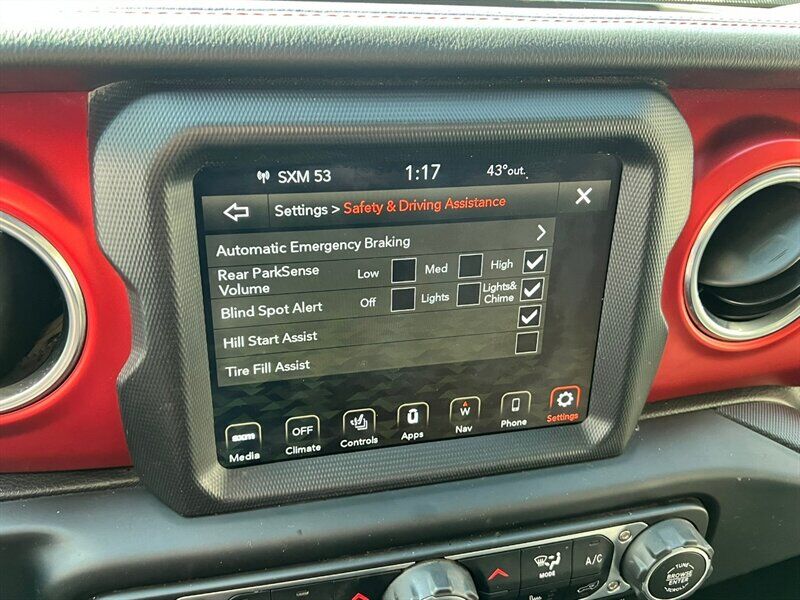 SXM 53 1:17 43°out.
Settings > Safety & Driving Assistance
Automatic Emergency Braking
Rear ParkSense Volume Low Med High
Blind Spot Alert Off Lights Lights& Chime
Hill Start Assist
Tire Fill Assist
sxm OFF W
Media Climate Controls Apps Nav Phone Settings
MODE A/C
TUNE
BROWSE
ENTER